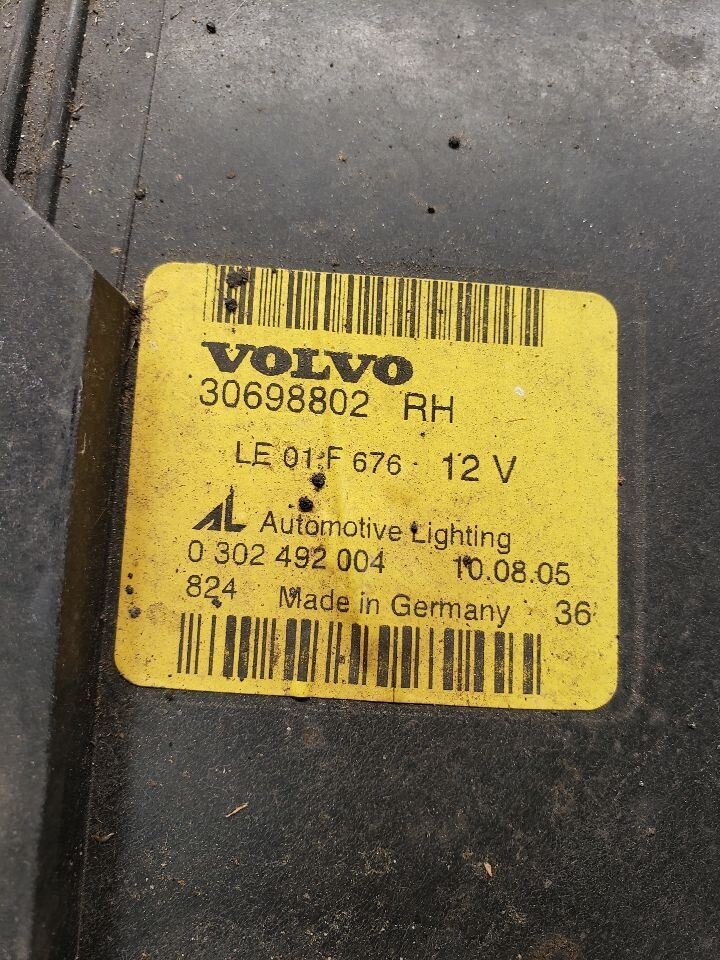 VOLVO
30698802 RH
LE 01 F 676 12 V
AL Automotive Lighting
0 302 492 004 10.08.05
824 Made in Germany 36